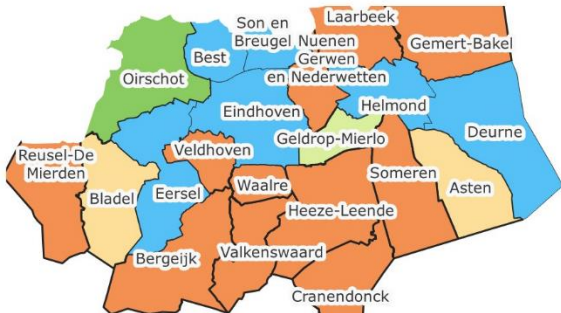 Laarbeek
Son en
Breugel
Nuenen
Gerwen
en Nederwetten
Best
Gemert-Bakel
Oirschot
Eindhoven
Helmond
Deurne
Geldrop-Mierlo
Veldhoven
Reusel-De
Mierden
Bladel
Eersel
Waalre
Someren
Asten
Heeze-Leende
Bergeijk
Valkenswaard
Cranendonck